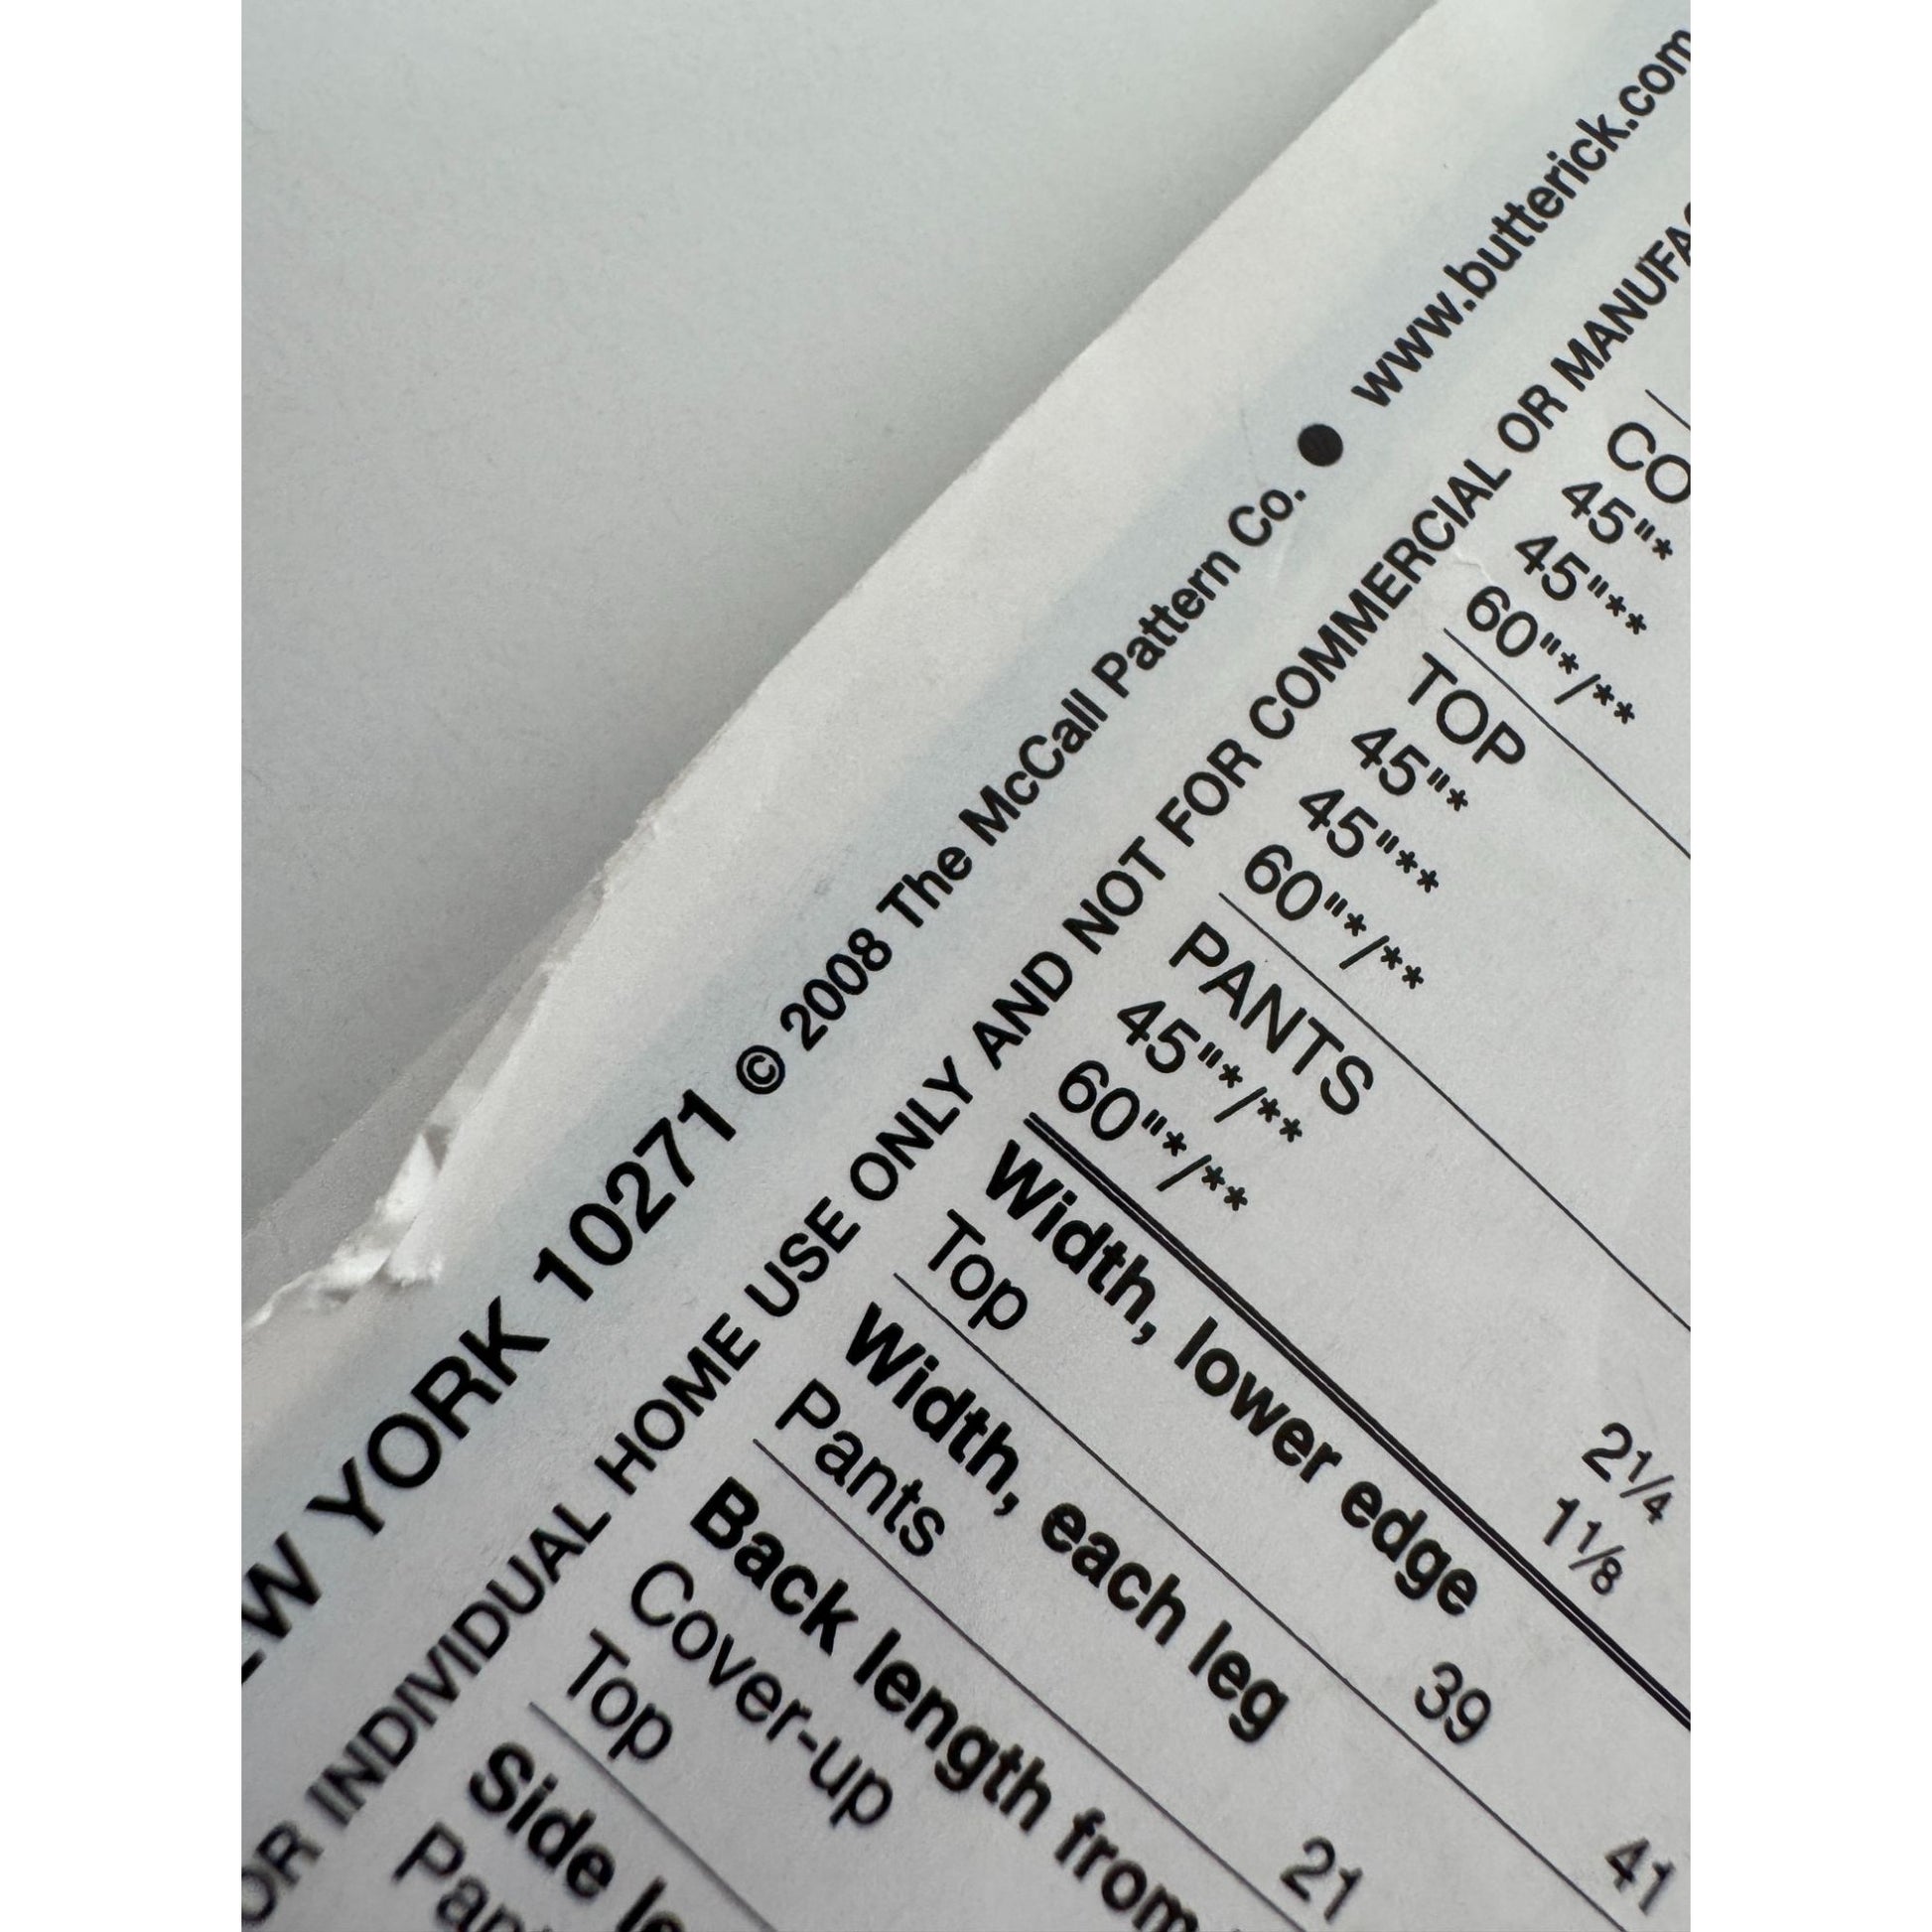 YORK 10271 © 2008 The McCall Pattern Co. ● www.butterick.com
INDIVIDUAL HOME USE ONLY AND NOT FOR COMMERCIAL OR
45"*
45"**
60"*/**
TOP
45"*
45"**
60"*/**
PANTS
45"*/** 2¼
60"*/** 1⅛
Width, lower edge
Top 39 41
Width, each leg
Pants 21
Back length from
Cover-up
Top
Side